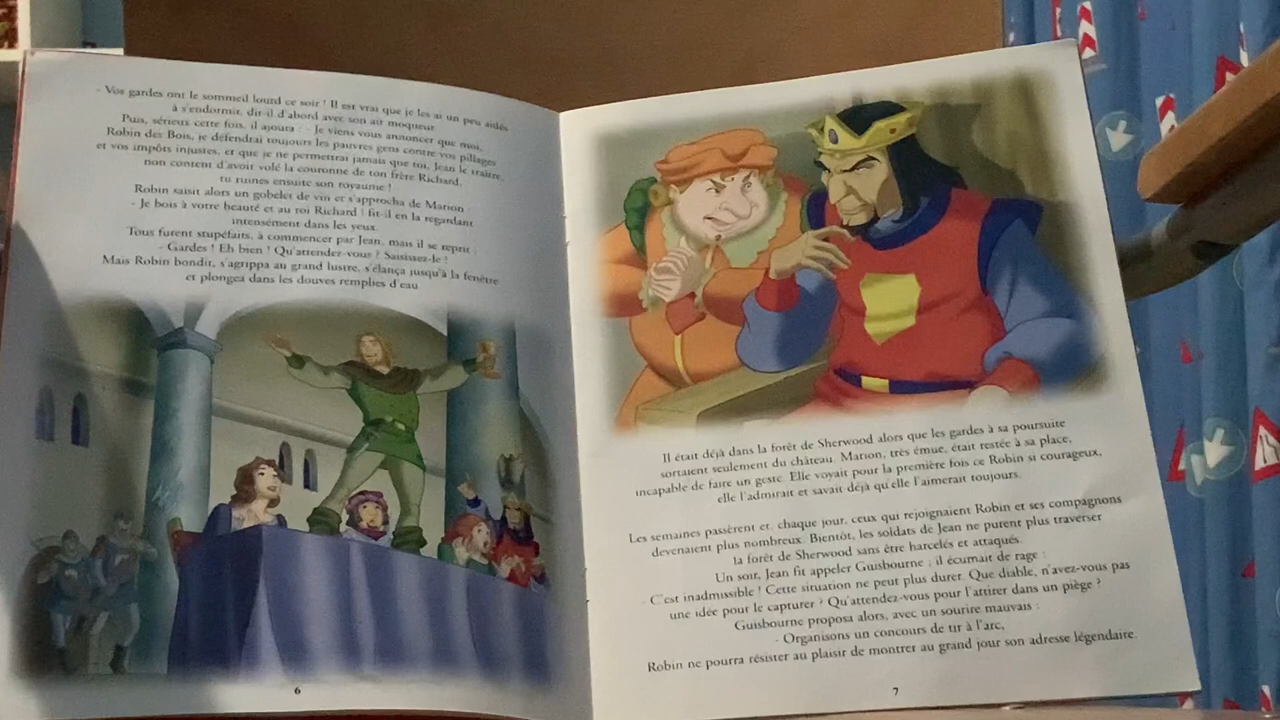 - Vos gardes ont le sommeil lourd ce soir ! Il est vrai que je les ai un peu aidés
à s'endormir, dit-il d'abord avec son air moqueur.
Puis, sérieux cette fois, il ajouta : - Je viens vous annoncer que moi,
Robin des Bois, je défendrai toujours les pauvres gens contre vos pillages
et vos impôts injustes, et que je ne permettrai jamais que toi, Jean le traître,
non content d'avoir volé la couronne de ton frère Richard,
tu ruines ensuite son royaume !
Robin saisit alors un gobelet de vin et s'approcha de Marion
- Je bois à votre beauté et au roi Richard ! fit-il en la regardant
intensément dans les yeux.
Tous furent stupéfaits, à commencer par Jean, mais il se reprit :
- Gardes ! Eh bien ! Qu'attendez-vous ? Saisissez-le !
Mais Robin bondit, s'agrippa au grand lustre, s'élança jusqu'à la fenêtre
et plongea dans les douves remplies d'eau.
6
Il était déjà dans la forêt de Sherwood alors que les gardes à sa poursuite
sortaient seulement du château. Marion, très émue, était restée à sa place,
incapable de faire un geste. Elle voyait pour la première fois ce Robin si courageux,
elle l'admirait et savait déjà qu'elle l'aimerait toujours.
Les semaines passèrent et, chaque jour, ceux qui rejoignaient Robin et ses compagnons
devenaient plus nombreux. Bientôt, les soldats de Jean ne purent plus traverser
la forêt de Sherwood sans être harcelés et attaqués.
Un soir, Jean fit appeler Guisbourne ; il écumait de rage :
- C'est inadmissible ! Cette situation ne peut plus durer. Que diable, n'avez-vous pas
une idée pour le capturer ? Qu'attendez-vous pour l'attirer dans un piège ?
Guisbourne proposa alors, avec un sourire mauvais :
- Organisons un concours de tir à l'arc,
Robin ne pourra résister au plaisir de montrer au grand jour son adresse légendaire.
7